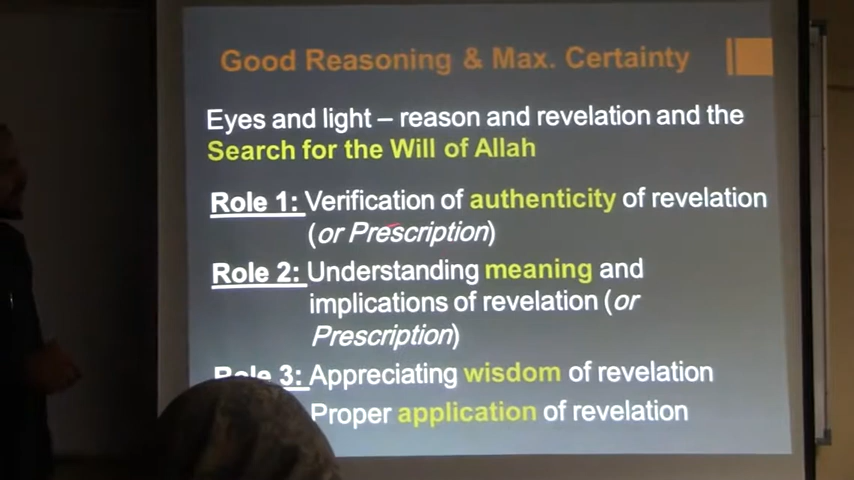 Good Reasoning & Max. Certainty
Eyes and light – reason and revelation and the
Search for the Will of Allah
Role 1: Verification of authenticity of revelation
(or Prescription)
Role 2: Understanding meaning and
implications of revelation (or
Prescription)
Role 3: Appreciating wisdom of revelation
Proper application of revelation